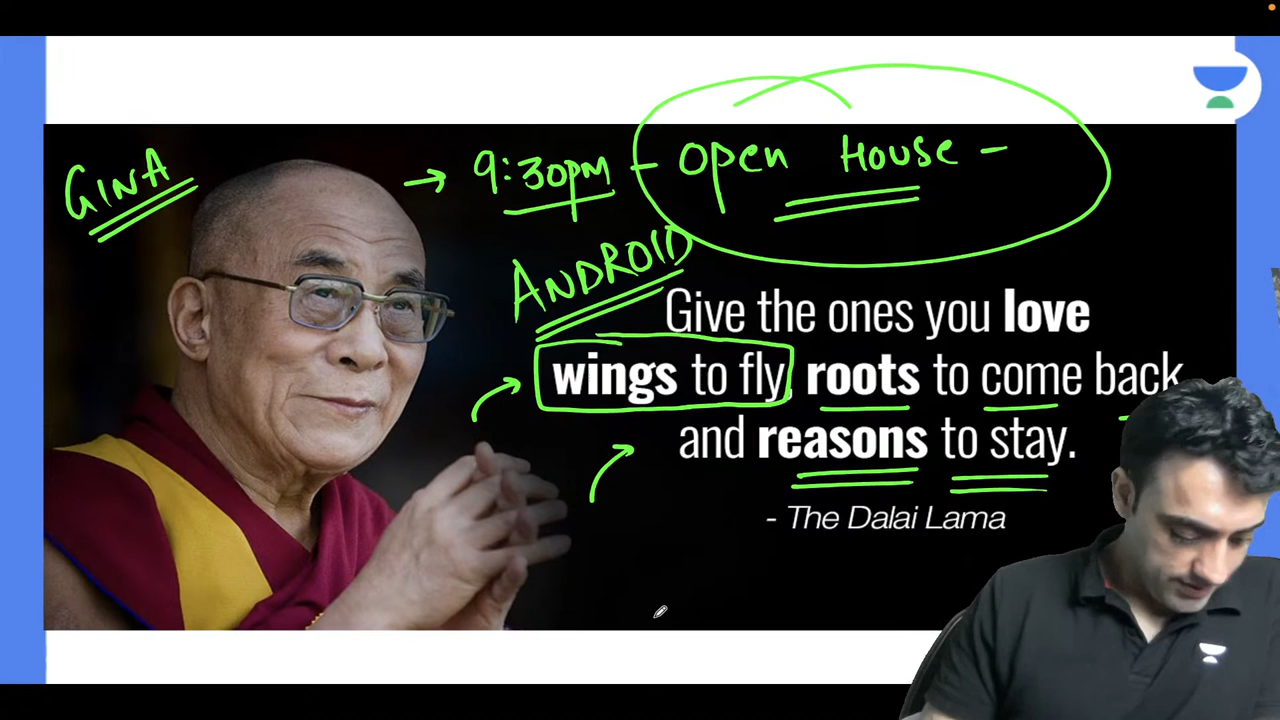 GINA
→ 9:30pm - Open House -
ANDROID
Give the ones you love
wings to fly, roots to come back
and reasons to stay.
- The Dalai Lama